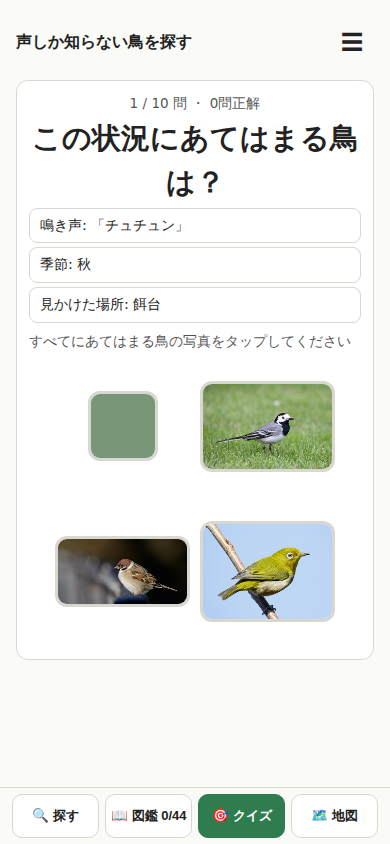 声しか知らない鳥を探す
☰
1 / 10 問 ・ 0問正解
この状況にあてはまる鳥
は？
鳴き声: 「チュチュン」
季節: 秋
見かけた場所: 餌台
すべてにあてはまる鳥の写真をタップしてください
🔍 探す
📖 図鑑 0/44
🎯 クイズ
🗺️ 地図